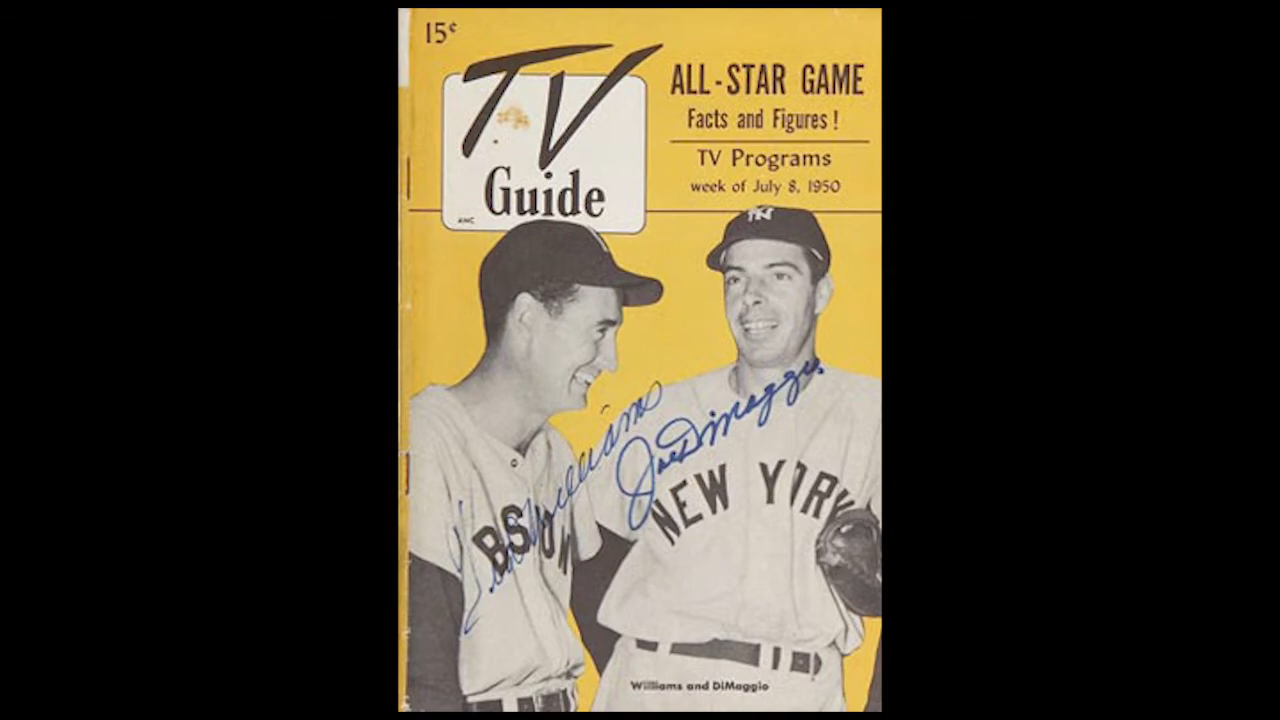 15¢
TV
Guide
ANC
ALL-STAR GAME
Facts and Figures!
TV Programs
week of July 8, 1950
NY
Ted Williams
Joe DiMaggio
NEW YORK
Williams and DiMaggio